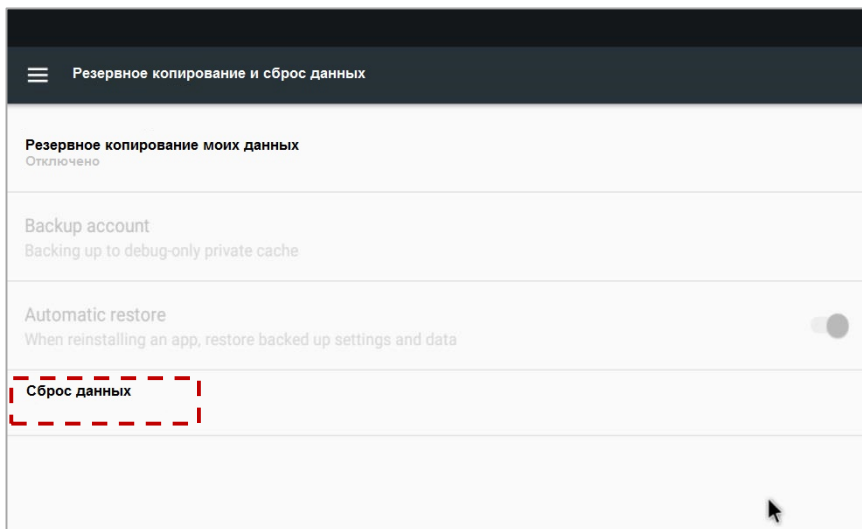 Резервное копирование и сброс данных
Резервное копирование моих данных
Отключено
Backup account
Backing up to debug-only private cache
Automatic restore
When reinstalling an app, restore backed up settings and data
Сброс данных